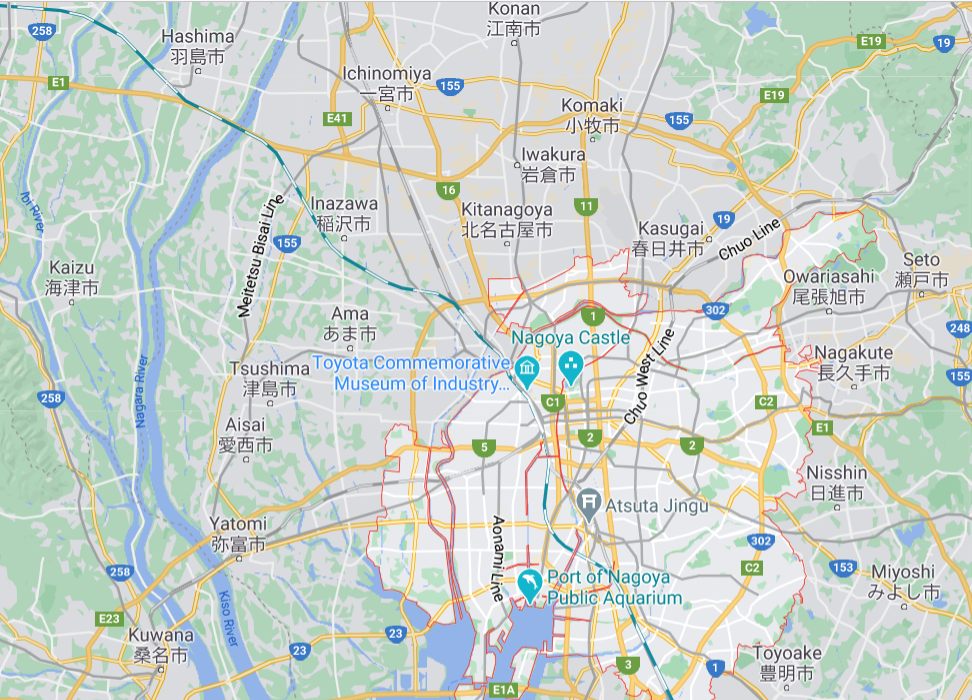 Konan
江南市
258
Hashima
羽島市
E19
19
E1
Ichinomiya
一宮市
155
E19
Komaki
小牧市
155
E41
Iwakura
岩倉市
16
Ibi River
Inazawa
稲沢市
Kitanagoya
北名古屋市
11
19
Kasugai
春日井市
Chuo Line
155
Meitetsu Bisai Line
Kaizu
海津市
Seto
瀬戸市
Owariasahi
尾張旭市
Ama
あま市
1
302
248
Nagoya Castle
Toyota Commemorative
Museum of Industry...
Chuo West Line
Nagakute
長久手市
Tsushima
津島市
155
Nagara River
258
C1
C2
E1
Aisai
愛西市
5
2
2
Nisshin
日進市
Atsuta Jingu
Yatomi
弥富市
Aonami Line
302
258
C2
153
Miyoshi
みよし市
Port of Nagoya
Public Aquarium
Kiso River
E23
Kuwana
桑名市
23
23
Toyoake
豊明市
3
1
E1A